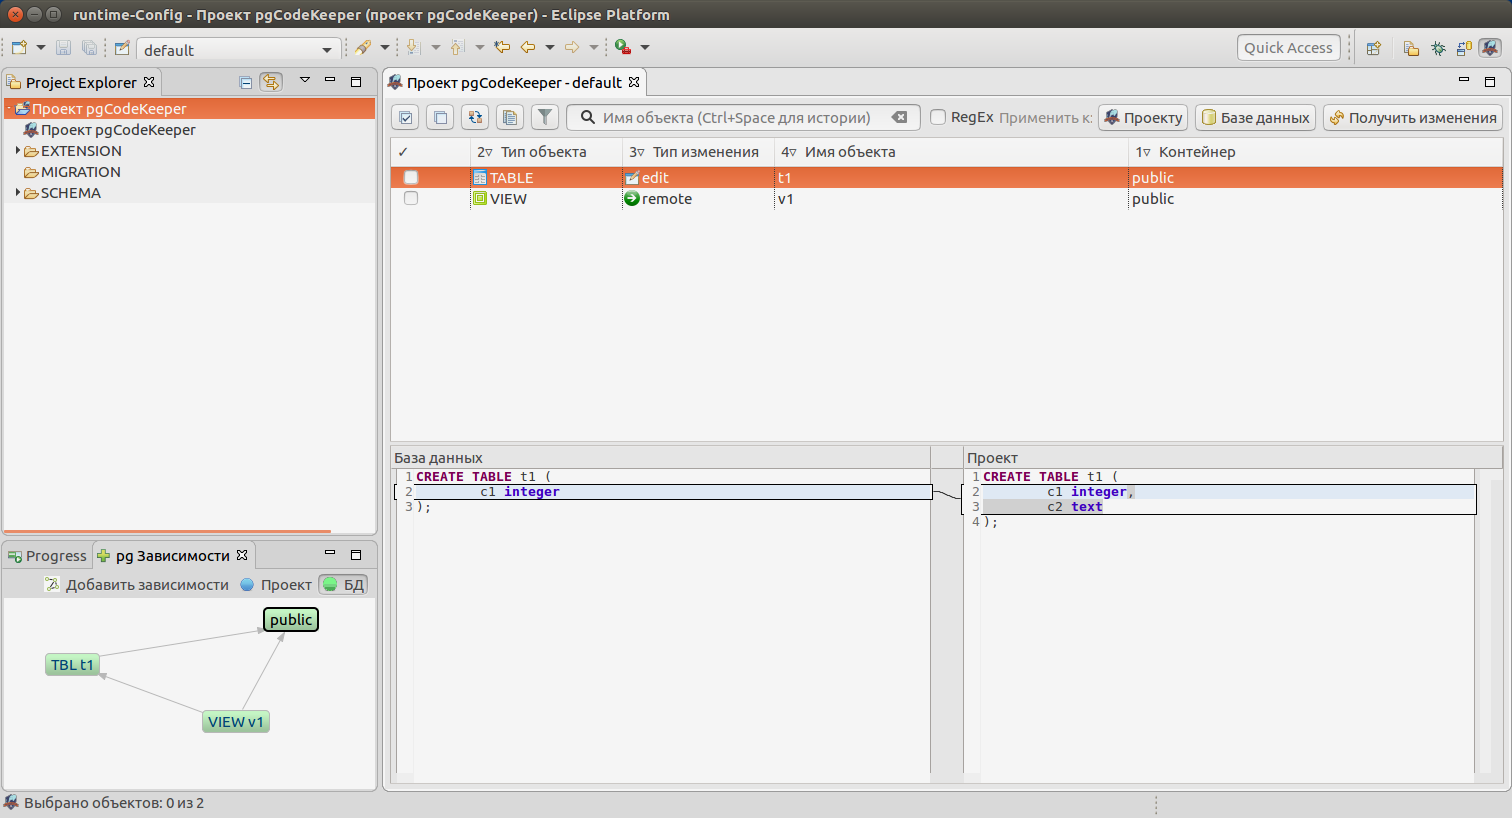 runtime-Config - Проект pgCodeKeeper (проект pgCodeKeeper) - Eclipse Platform
default
Quick Access
Project Explorer
Проект pgCodeKeeper
Проект pgCodeKeeper
EXTENSION
MIGRATION
SCHEMA
Проект pgCodeKeeper - default
Имя объекта (Ctrl+Space для истории) RegEx Применить к: Проекту Базе данных Получить изменения
✓ 2▽ Тип объекта 3▽ Тип изменения 4▽ Имя объекта 1▽ Контейнер
TABLE edit t1 public
VIEW remote v1 public
База данных
1 CREATE TABLE t1 (
2 c1 integer
3 );
Проект
1 CREATE TABLE t1 (
2 c1 integer,
3 c2 text
4 );
Progress pg Зависимости
Добавить зависимости Проект БД
public
TBL t1
VIEW v1
Выбрано объектов: 0 из 2